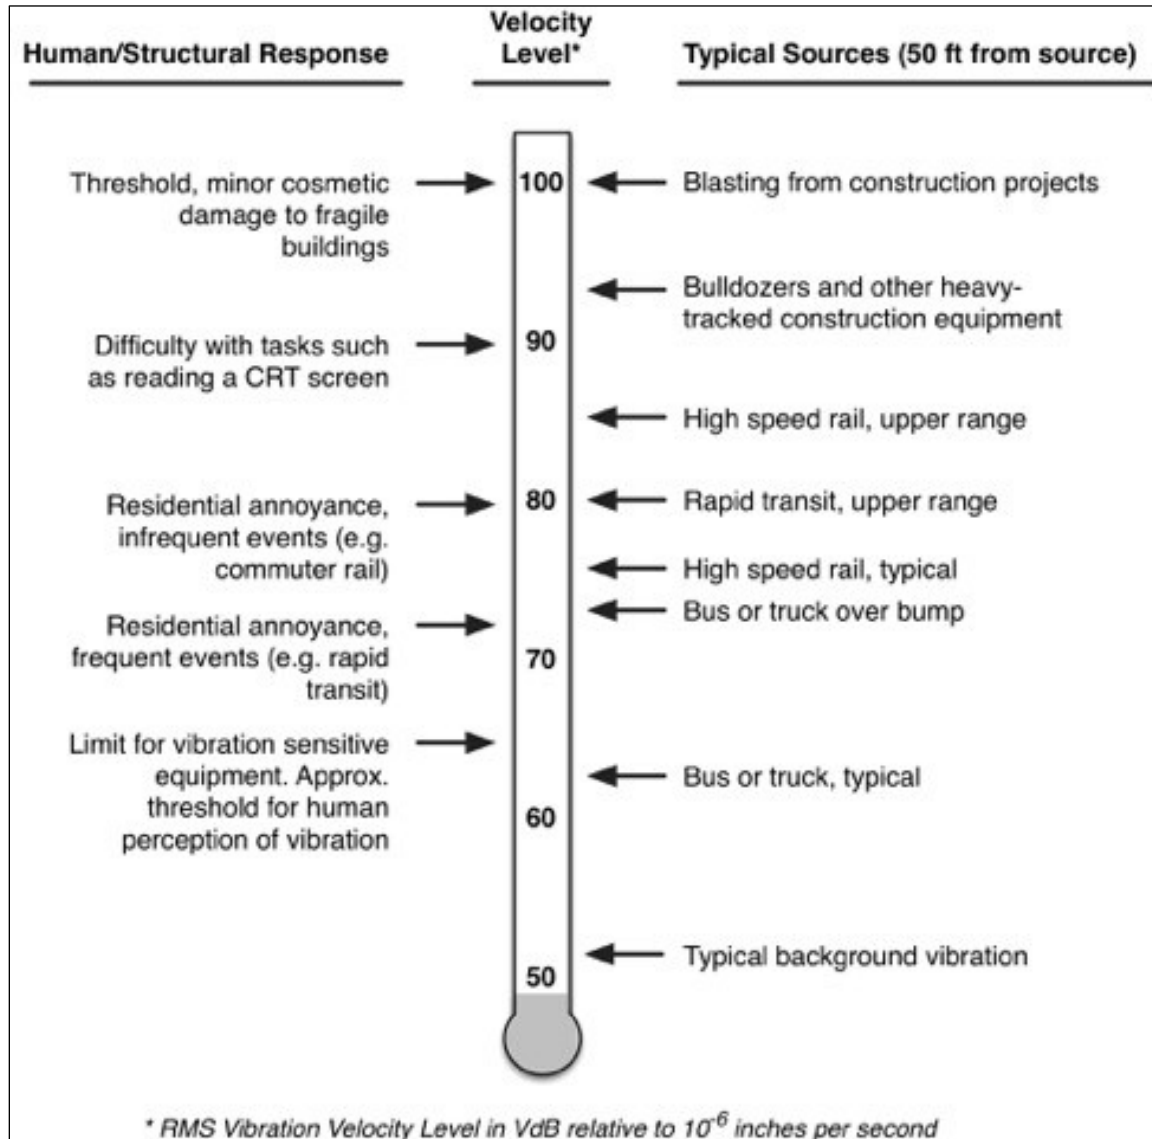 Human/Structural Response
Velocity
Level*
Typical Sources (50 ft from source)
Threshold, minor cosmetic
damage to fragile
buildings
100
Blasting from construction projects
Bulldozers and other heavy-
tracked construction equipment
Difficulty with tasks such
as reading a CRT screen
90
High speed rail, upper range
Residential annoyance,
infrequent events (e.g.
commuter rail)
80
Rapid transit, upper range
High speed rail, typical
Bus or truck over bump
Residential annoyance,
frequent events (e.g. rapid
transit)
70
Limit for vibration sensitive
equipment. Approx.
threshold for human
perception of vibration
Bus or truck, typical
60
Typical background vibration
50
* RMS Vibration Velocity Level in VdB relative to 10⁻⁶ inches per second